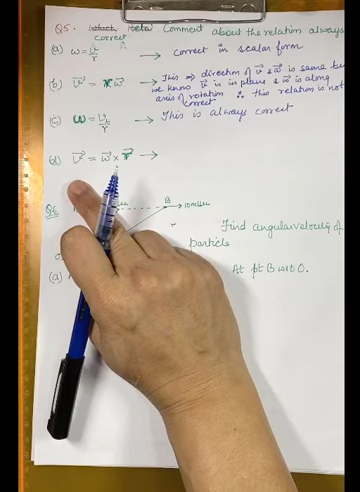 Q5. which Rela Comment about the relation always
correct
(a) ω = v/r → correct in scalar form
(b) v⃗ = r ω⃗ → This ⇒ direction of v⃗ & ω⃗ is same but
we know v⃗ is in plane & ω⃗ is along
axis of rotation ∴ this relation is not
correct
(c) ω = v⊥/r → This is always correct
(d) v⃗ = ω⃗ × r⃗ →
Q6 B → 10m/sec
r
Find angular velocity of
particles
(a) At pt B wrt O.